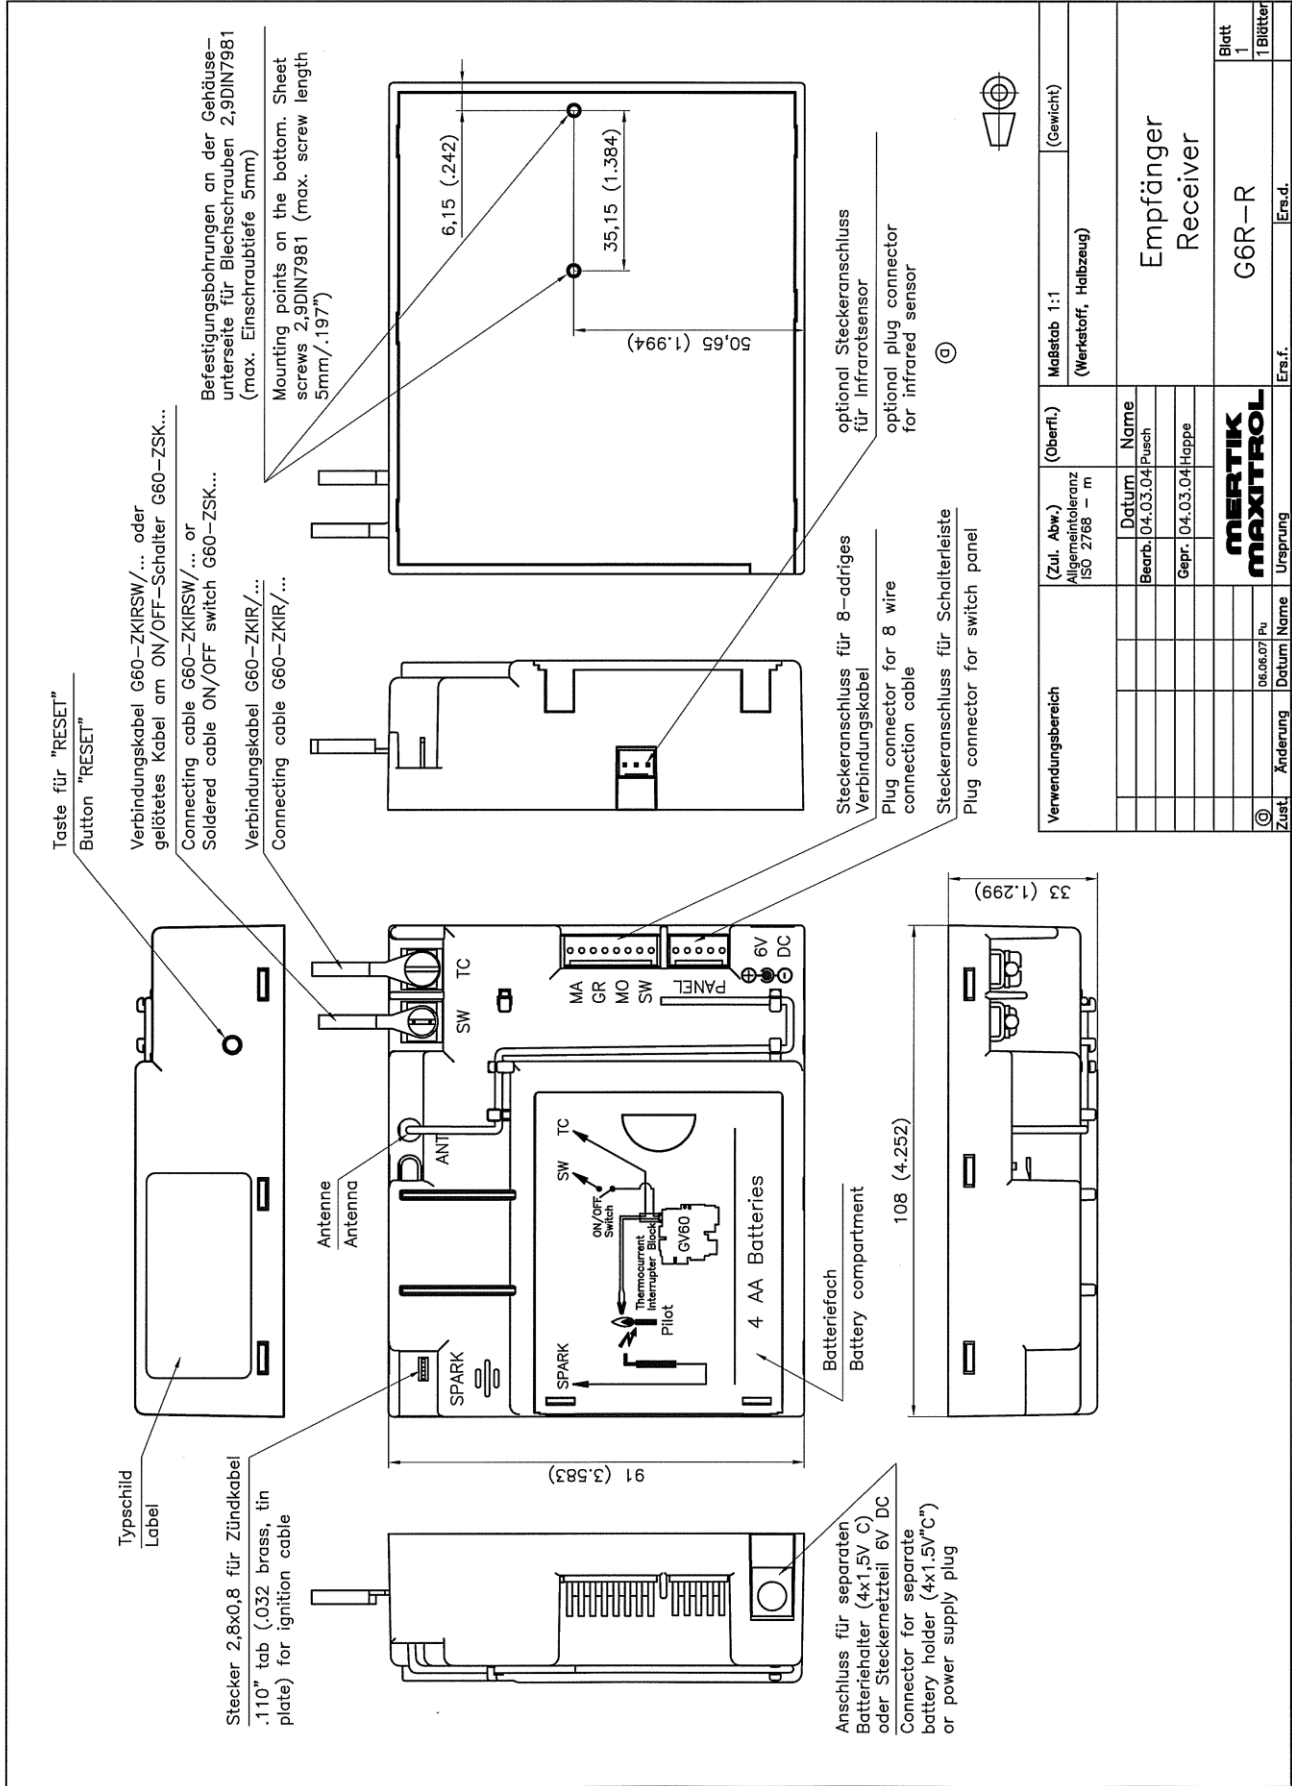 Typschild
Label
Taste für "RESET"
Button "RESET"
Stecker 2,8x0,8 für Zündkabel
.110" tab (.032 brass, tin
plate) for ignition cable
Verbindungskabel G60-ZKIRSW/... oder
gelötetes Kabel am ON/OFF-Schalter G60-ZSK...
Connecting cable G60-ZKIRSW/... or
Soldered cable ON/OFF switch G60-ZSK...
Verbindungskabel G60-ZKIR/...
Connecting cable G60-ZKIR/...
Befestigungsbohrungen an der Gehäuse-
unterseite für Blechschrauben 2,9DIN7981
(max. Einschraubtiefe 5mm)
Mounting points on the bottom. Sheet
screws 2,9DIN7981 (max. screw length
5mm/.197")
Antenne
Antenna
SPARK
ANT
SW
TC
MA
GR
MO
SW
PANEL
6V
DC
SPARK
SW
TC
ON/OFF
Switch
Thermocurrent
Interrupter Block
GV60
Pilot
4 AA Batteries
91 (3.583)
6,15 (.242)
35,15 (1.384)
50,65 (1.994)
Batteriefach
Battery compartment
Anschluss für separaten
Batteriehalter (4x1,5V C)
oder Steckernetzteil 6V DC
Connector for separate
battery holder (4x1.5V"C")
or power supply plug
Steckeranschluss für 8-adriges
Verbindungskabel
Plug connector for 8 wire
connection cable
Steckeranschluss für Schalterleiste
Plug connector for switch panel
optional Steckeranschluss
für Infrarotsensor
optional plug connector
for infrared sensor
a
108 (4.252)
33 (1.299)
Verwendungsbereich
(Zul. Abw.)
Allgemeintoleranz
ISO 2768 - m
(Oberfl.)
Maßstab 1:1
(Gewicht)
(Werkstoff, Halbzeug)
Datum Name
Bearb. 04.03.04 Pusch
Gepr. 04.03.04 Happe
Empfänger
Receiver
MERTIK
MAXITROL
G6R-R
Blatt
1
1 Blätter
a 06.06.07 Pu
Zust. Änderung Datum Name Ursprung Ers.f. Ers.d.